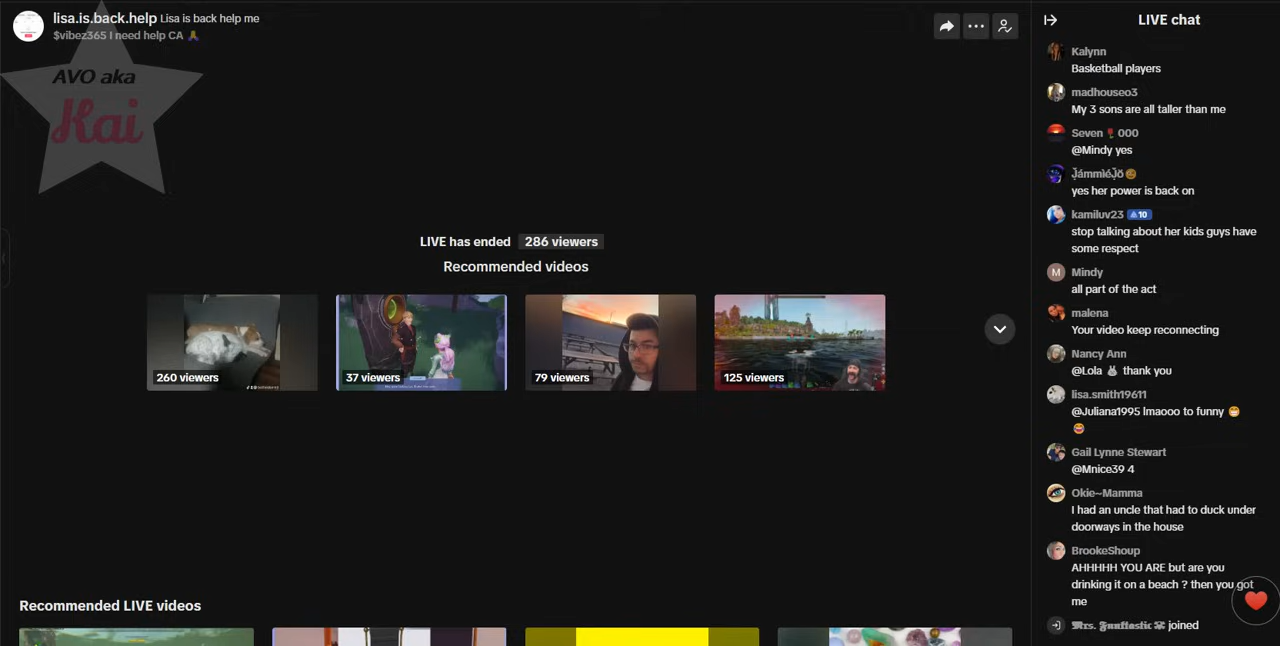 lisa.is.back.help Lisa is back help me
$vibez365 I need help CA 🙏
AVO aka
Kai
LIVE has ended 286 viewers
Recommended videos
260 viewers
37 viewers
79 viewers
125 viewers
Recommended LIVE videos
LIVE chat
Kalynn
Basketball players
madhouseo3
My 3 sons are all taller than me
Seven 🌹 000
@Mindy yes
J̈ámmìéJ̈ö
yes her power is back on
kamiluv23 10
stop talking about her kids guys have
some respect
M Mindy
all part of the act
malena
Your video keep reconnecting
Nancy Ann
@Lola 🐰 thank you
lisa.smith19611
@Juliana1995 lmaooo to funny 😁
😂
Gail Lynne Stewart
@Mnice39 4
Okie~Mamma
I had an uncle that had to duck under
doorways in the house
BrookeShoup
AHHHHH YOU ARE but are you
drinking it on a beach ? then you got
me
𝕸rs. 𝕱unftastic joined